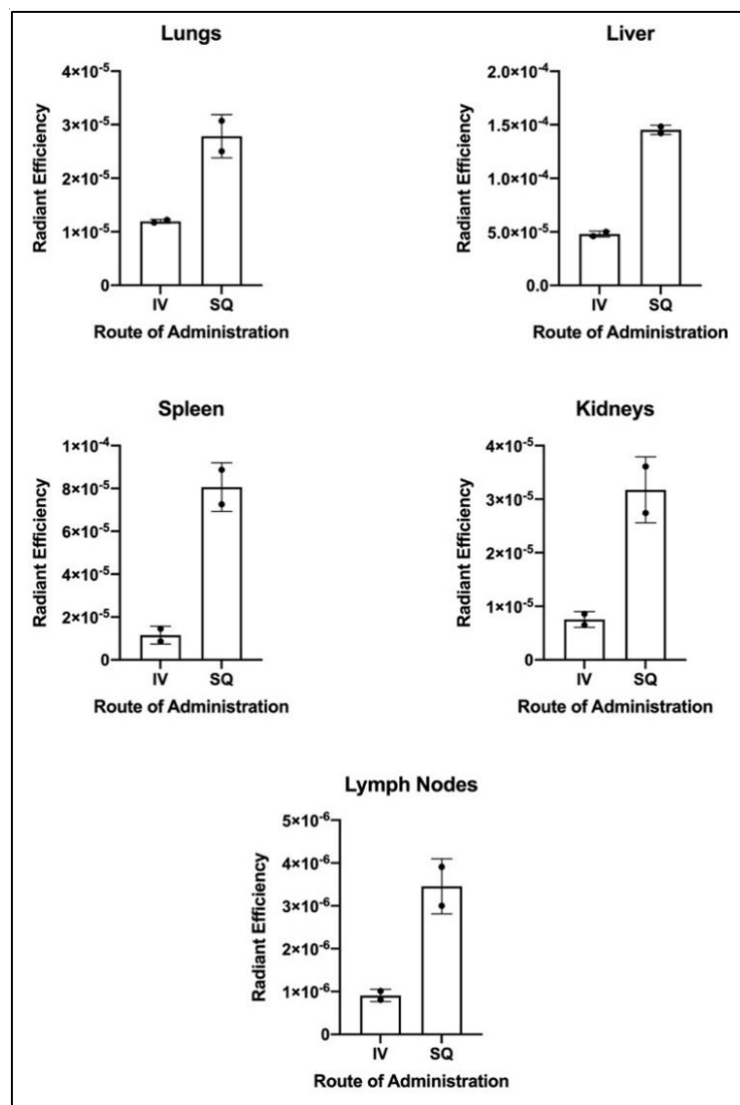 Lungs
Radiant Efficiency
4×10⁻⁵
3×10⁻⁵
2×10⁻⁵
1×10⁻⁵
0
IV SQ
Route of Administration
Liver
Radiant Efficiency
2.0×10⁻⁴
1.5×10⁻⁴
1.0×10⁻⁴
5.0×10⁻⁵
0.0
IV SQ
Route of Administration
Spleen
Radiant Efficiency
1×10⁻⁴
8×10⁻⁵
6×10⁻⁵
4×10⁻⁵
2×10⁻⁵
0
IV SQ
Route of Administration
Kidneys
Radiant Efficiency
4×10⁻⁵
3×10⁻⁵
2×10⁻⁵
1×10⁻⁵
0
IV SQ
Route of Administration
Lymph Nodes
Radiant Efficiency
5×10⁻⁶
4×10⁻⁶
3×10⁻⁶
2×10⁻⁶
1×10⁻⁶
0
IV SQ
Route of Administration